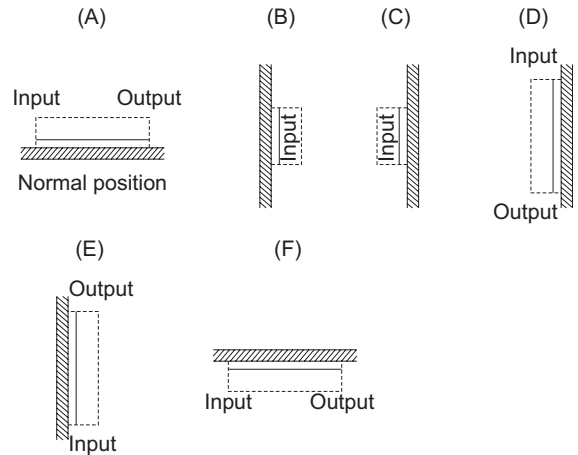 (A) (B) (C) (D)
Input
Input Output
Input
Input
Normal position
Output
(E) (F)
Output
Input Output
Input